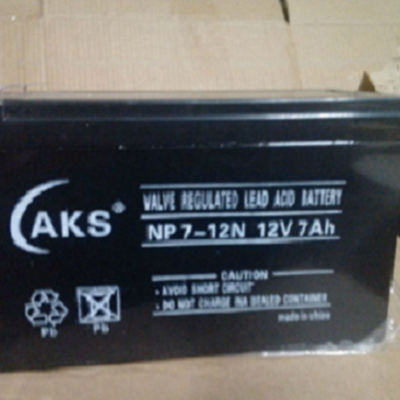 AKS®
VALVE REGULATED LEAD ACID BATTERY
NP 7-12N 12V 7Ah
CAUTION
• AVOID SHORT CIRCUIT
• DO NOT CHARGE IN A SEALED CONTAINER
Pb
Pb
made in china